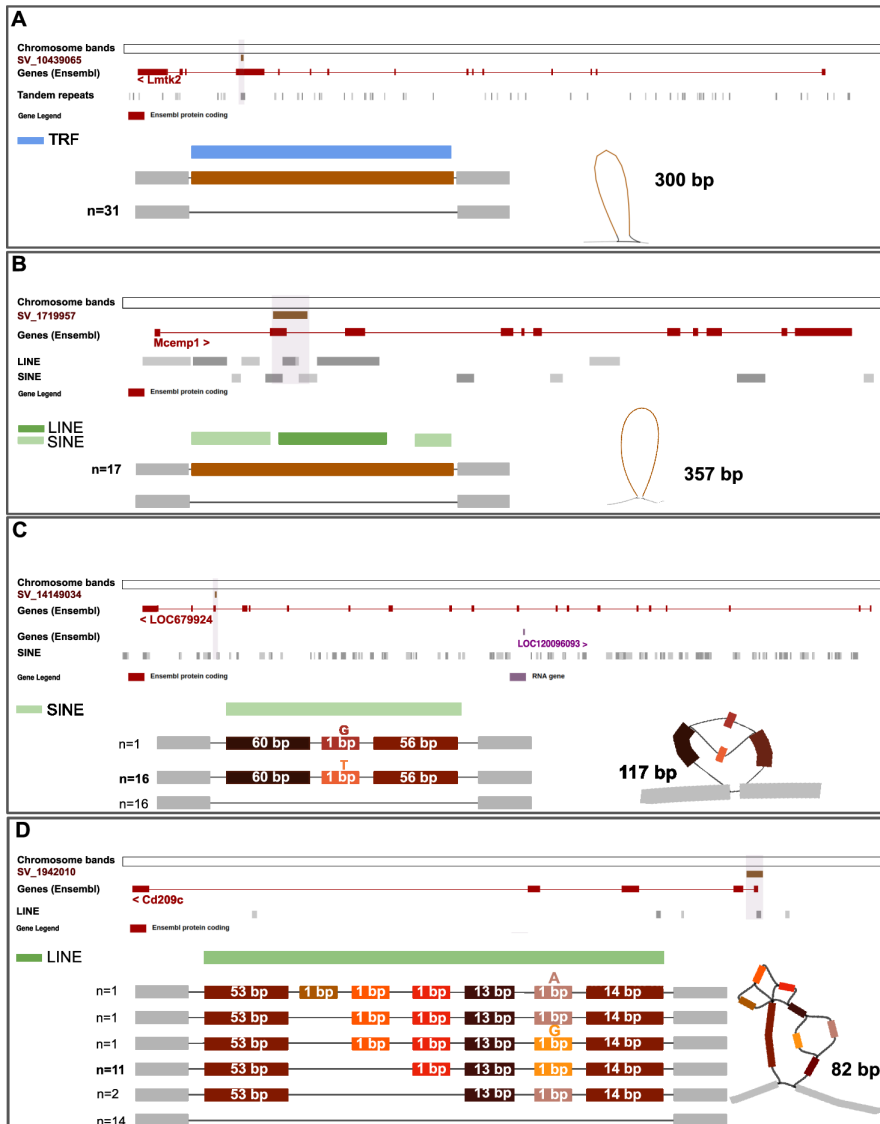 A
Chromosome bands
SV_10439065
Genes (Ensembl)
< Lmtk2
Tandem repeats
Gene Legend
Ensembl protein coding
TRF
300 bp
n=31
B
Chromosome bands
SV_1719957
Genes (Ensembl)
Mcemp1 >
LINE
SINE
Gene Legend
Ensembl protein coding
LINE
SINE
n=17
357 bp
C
Chromosome bands
SV_14149034
Genes (Ensembl)
< LOC679924
Genes (Ensembl)
LOC120096093 >
SINE
Gene Legend
Ensembl protein coding
RNA gene
SINE
G
n=1 60 bp 1 bp 56 bp
T
n=16 60 bp 1 bp 56 bp
n=16
117 bp
D
Chromosome bands
SV_1942010
Genes (Ensembl)
< Cd209c
LINE
Gene Legend
Ensembl protein coding
LINE
A
n=1 53 bp 1 bp 1 bp 1 bp 13 bp 1 bp 14 bp
n=1 53 bp 1 bp 1 bp 13 bp 1 bp 14 bp
G
n=1 53 bp 1 bp 1 bp 13 bp 1 bp 14 bp
n=11 53 bp 1 bp 13 bp 1 bp 14 bp
n=2 53 bp 13 bp 1 bp 14 bp
n=14
82 bp